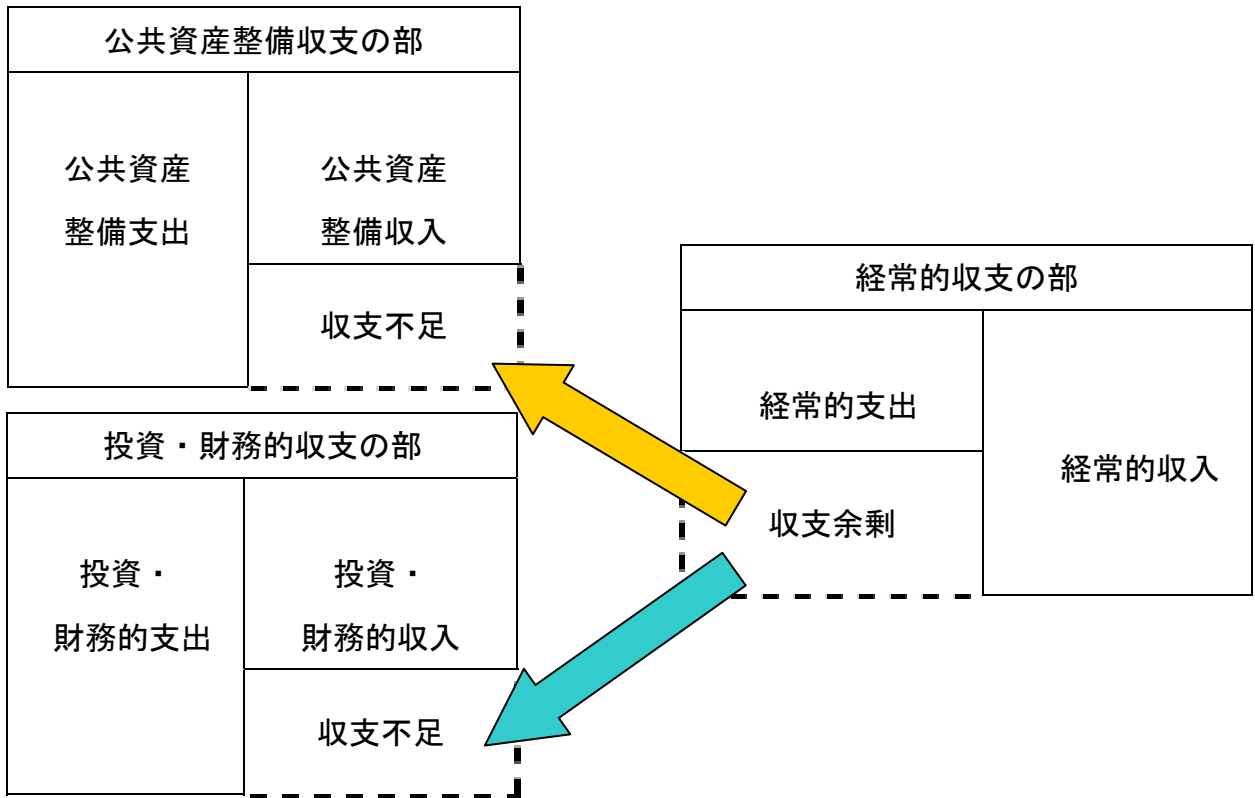 公共資産整備収支の部
公共資産
整備支出
公共資産
整備収入
収支不足
投資・財務的収支の部
投資・
財務的支出
投資・
財務的収入
収支不足
経常的収支の部
経常的支出
経常的収入
収支余剰